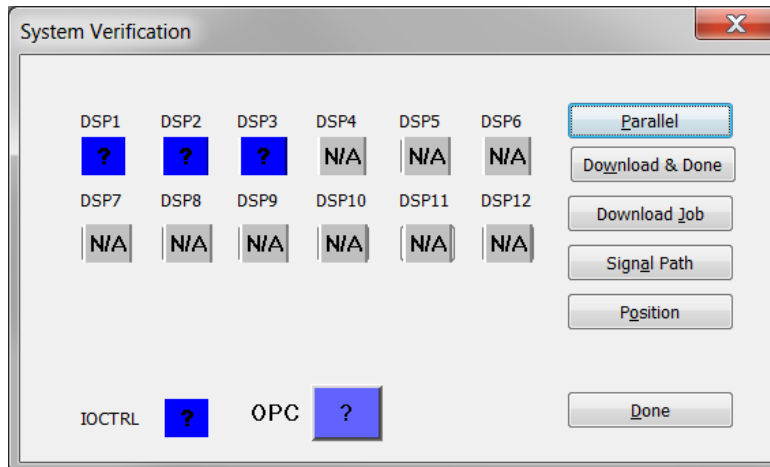 System Verification
X
DSP1 DSP2 DSP3 DSP4 DSP5 DSP6
? ? ? N/A N/A N/A
DSP7 DSP8 DSP9 DSP10 DSP11 DSP12
N/A N/A N/A N/A N/A N/A
Parallel
Download & Done
Download Job
Signal Path
Position
IOCTRL ? OPC ?
Done